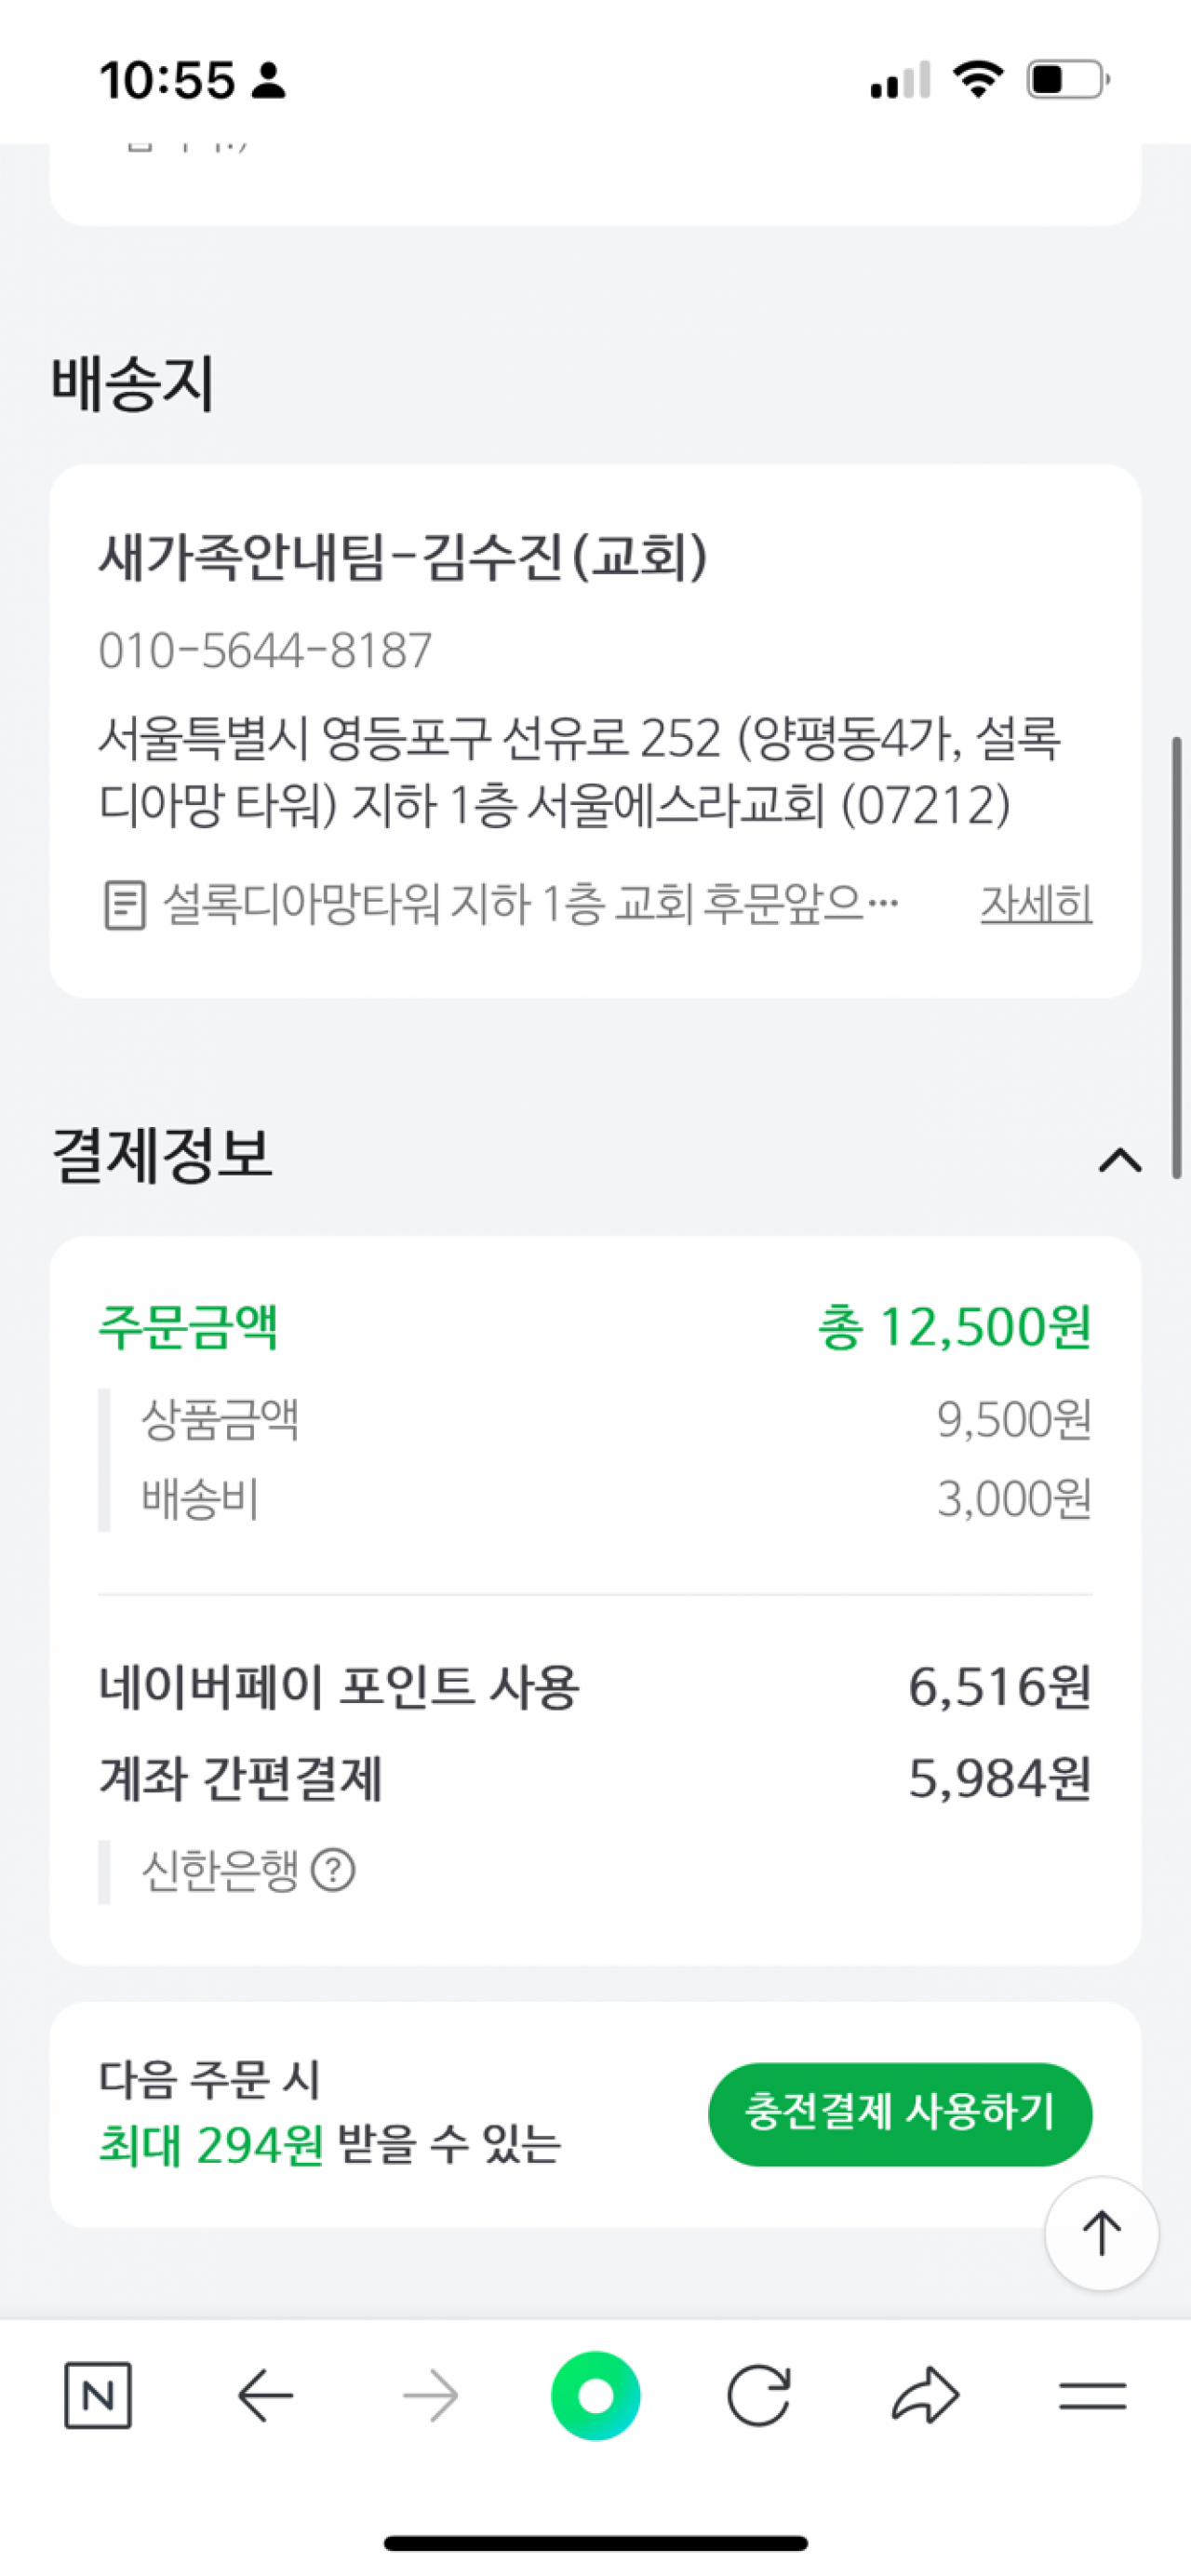 10:55
배송지
새가족안내팀-김수진(교회)
010-5644-8187
서울특별시 영등포구 선유로 252 (양평동4가, 설록
디아망 타워) 지하 1층 서울에스라교회 (07212)
설록디아망타워 지하 1층 교회 후문앞으… 자세히
결제정보
주문금액 총 12,500원
상품금액 9,500원
배송비 3,000원
네이버페이 포인트 사용 6,516원
계좌 간편결제 5,984원
신한은행 ?
다음 주문 시
최대 294원 받을 수 있는
충전결제 사용하기
N